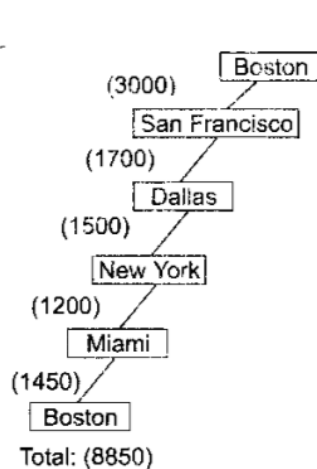 Boston
(3000)
San Francisco
(1700)
Dallas
(1500)
New York
(1200)
Miami
(1450)
Boston
Total: (8850)